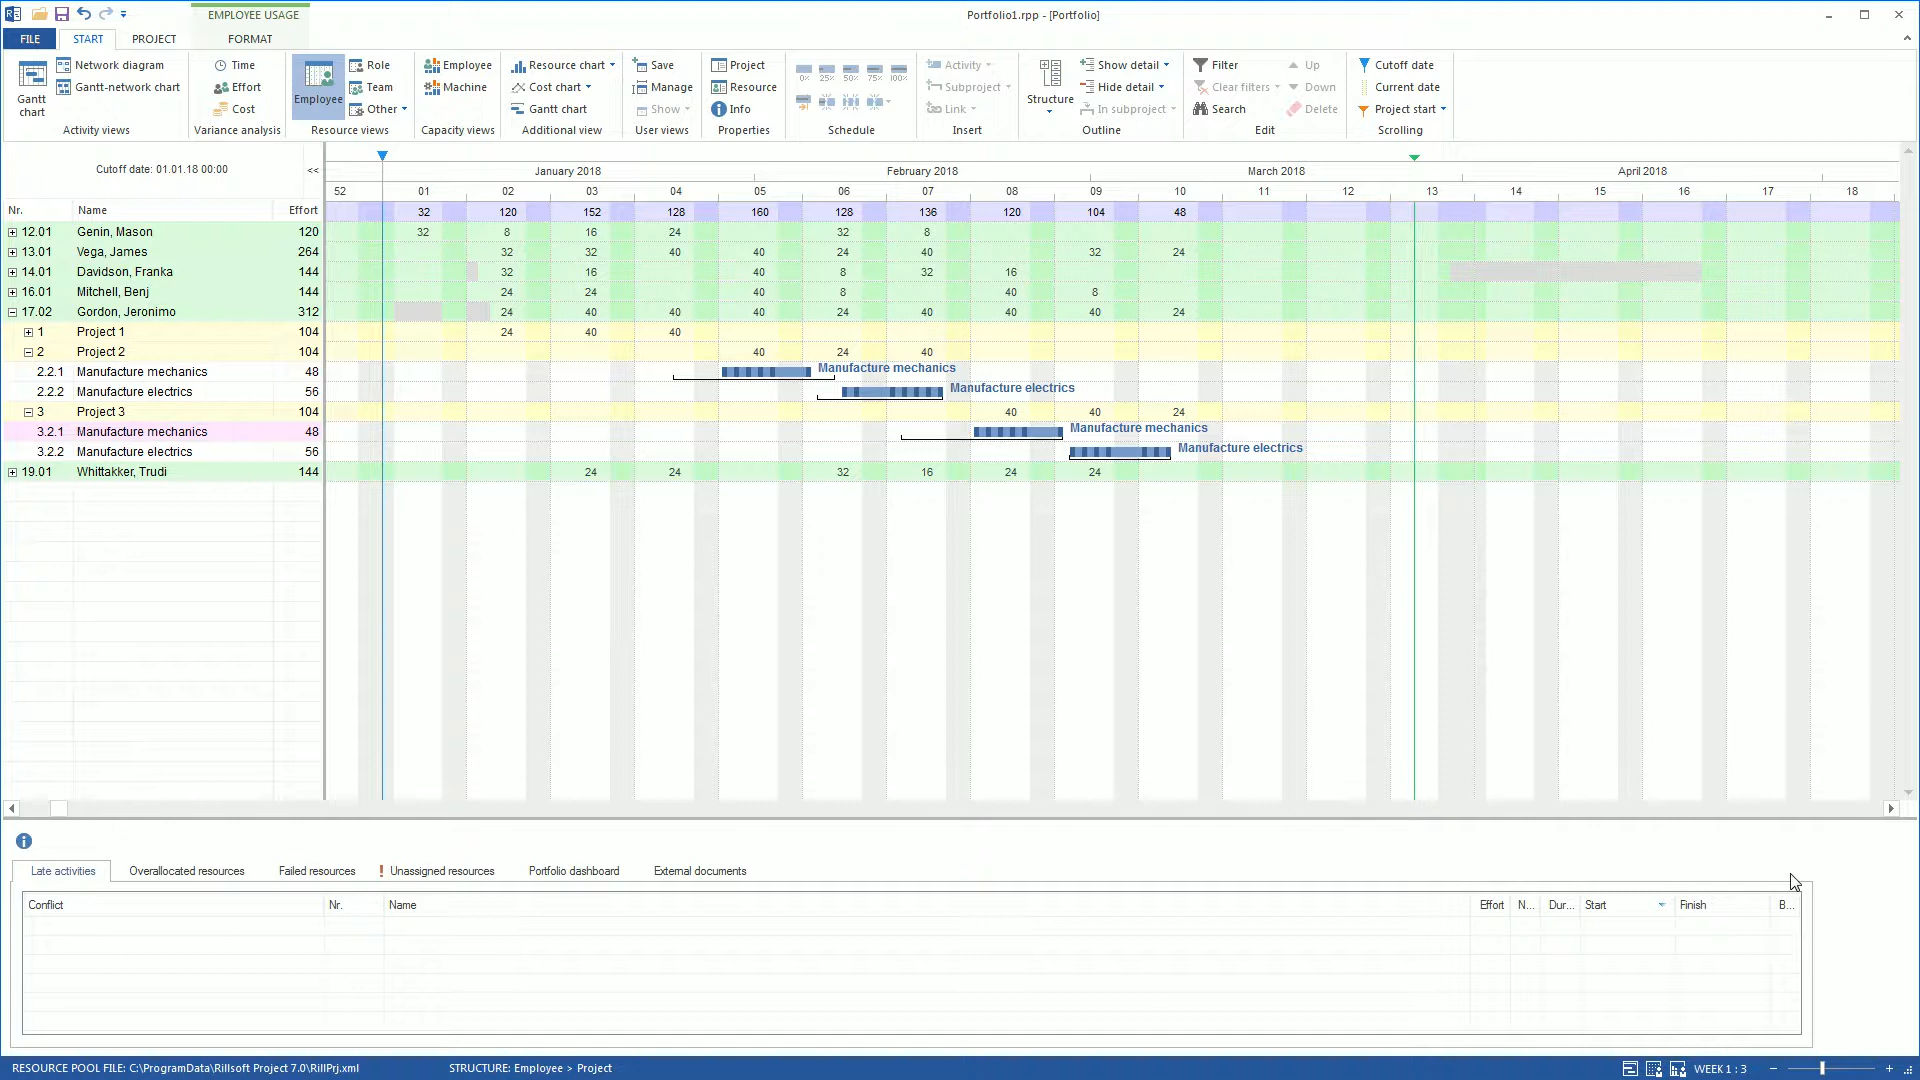 EMPLOYEE USAGE
Portfolio1.rpp - [Portfolio]
FILE START PROJECT FORMAT
Gantt chart
Network diagram
Gantt-network chart
Activity views
Time
Effort
Cost
Variance analysis
Employee
Role
Team
Other
Resource views
Employee
Machine
Capacity views
Resource chart
Cost chart
Gantt chart
Additional view
Save
Manage
Show
User views
Project
Resource
Info
Properties
0% 25% 50% 75% 100%
Schedule
Activity
Subproject
Link
Insert
Structure
Show detail
Hide detail
In subproject
Outline
Filter
Clear filters
Search
Up
Down
Delete
Edit
Cutoff date
Current date
Project start
Scrolling
Cutoff date: 01.01.18 00:00 <<
January 2018 February 2018 March 2018 April 2018
52 01 02 03 04 05 06 07 08 09 10 11 12 13 14 15 16 17 18
Nr. Name Effort 32 120 152 128 160 128 136 120 104 48
12.01 Genin, Mason 120 32 8 16 24 32 8
13.01 Vega, James 264 32 32 40 40 24 40 32 24
14.01 Davidson, Franka 144 32 16 40 8 32 16
16.01 Mitchell, Benj 144 24 24 40 8 40 8
17.02 Gordon, Jeronimo 312 24 40 40 40 24 40 40 40 24
1 Project 1 104 24 40 40
2 Project 2 104 40 24 40
2.2.1 Manufacture mechanics 48 Manufacture mechanics
2.2.2 Manufacture electrics 56 Manufacture electrics
3 Project 3 104 40 40 24
3.2.1 Manufacture mechanics 48 Manufacture mechanics
3.2.2 Manufacture electrics 56 Manufacture electrics
19.01 Whittakker, Trudi 144 24 24 32 16 24 24
Late activities Overallocated resources Failed resources ! Unassigned resources Portfolio dashboard External documents
Conflict Nr. Name Effort N... Dur... Start Finish B...
RESOURCE POOL FILE: C:\ProgramData\Rillsoft Project 7.0\RillPrj.xml STRUCTURE: Employee > Project WEEK 1 : 3